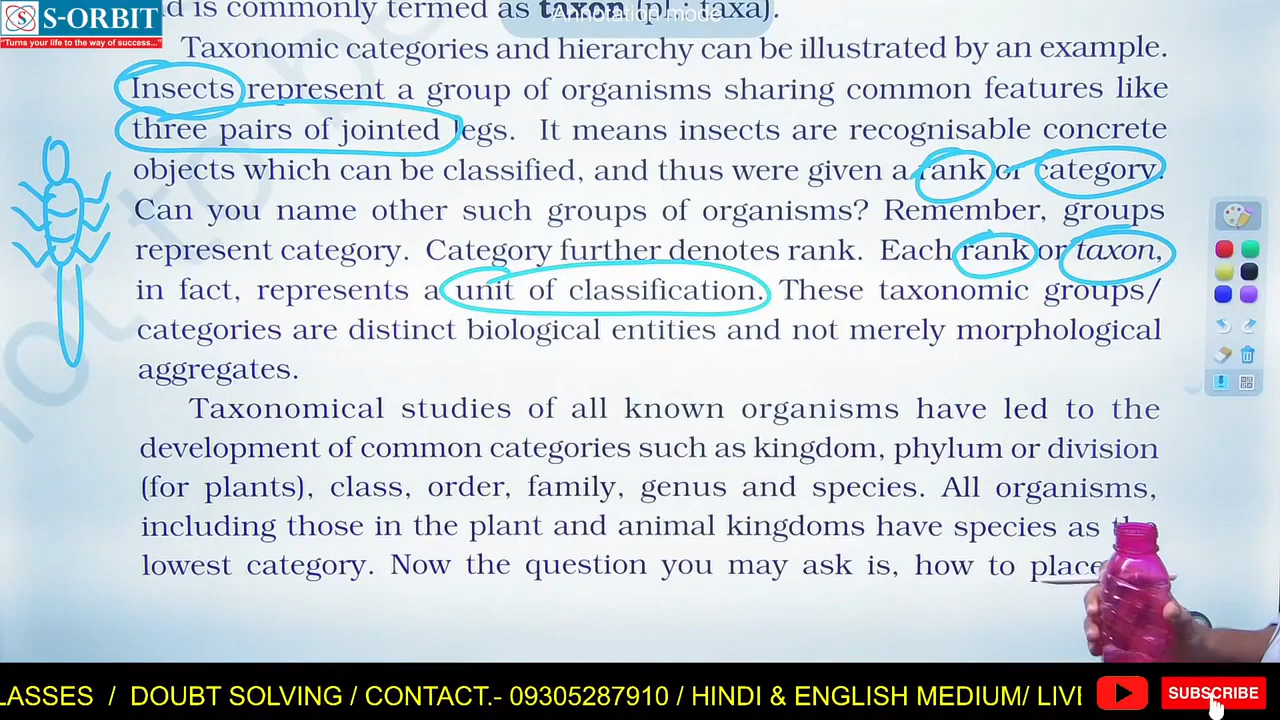 S-ORBIT
"Turns your life to the way of success..."
is commonly termed as taxon (pl.: taxa).
Annotation mode
Taxonomic categories and hierarchy can be illustrated by an example.
Insects represent a group of organisms sharing common features like
three pairs of jointed legs. It means insects are recognisable concrete
objects which can be classified, and thus were given a rank or category.
Can you name other such groups of organisms? Remember, groups
represent category. Category further denotes rank. Each rank or taxon,
in fact, represents a unit of classification. These taxonomic groups/
categories are distinct biological entities and not merely morphological
aggregates.
Taxonomical studies of all known organisms have led to the
development of common categories such as kingdom, phylum or division
(for plants), class, order, family, genus and species. All organisms,
including those in the plant and animal kingdoms have species as the
lowest category. Now the question you may ask is, how to place
LASSES / DOUBT SOLVING / CONTACT.- 09305287910 / HINDI & ENGLISH MEDIUM/ LIVE
SUBSCRIBE